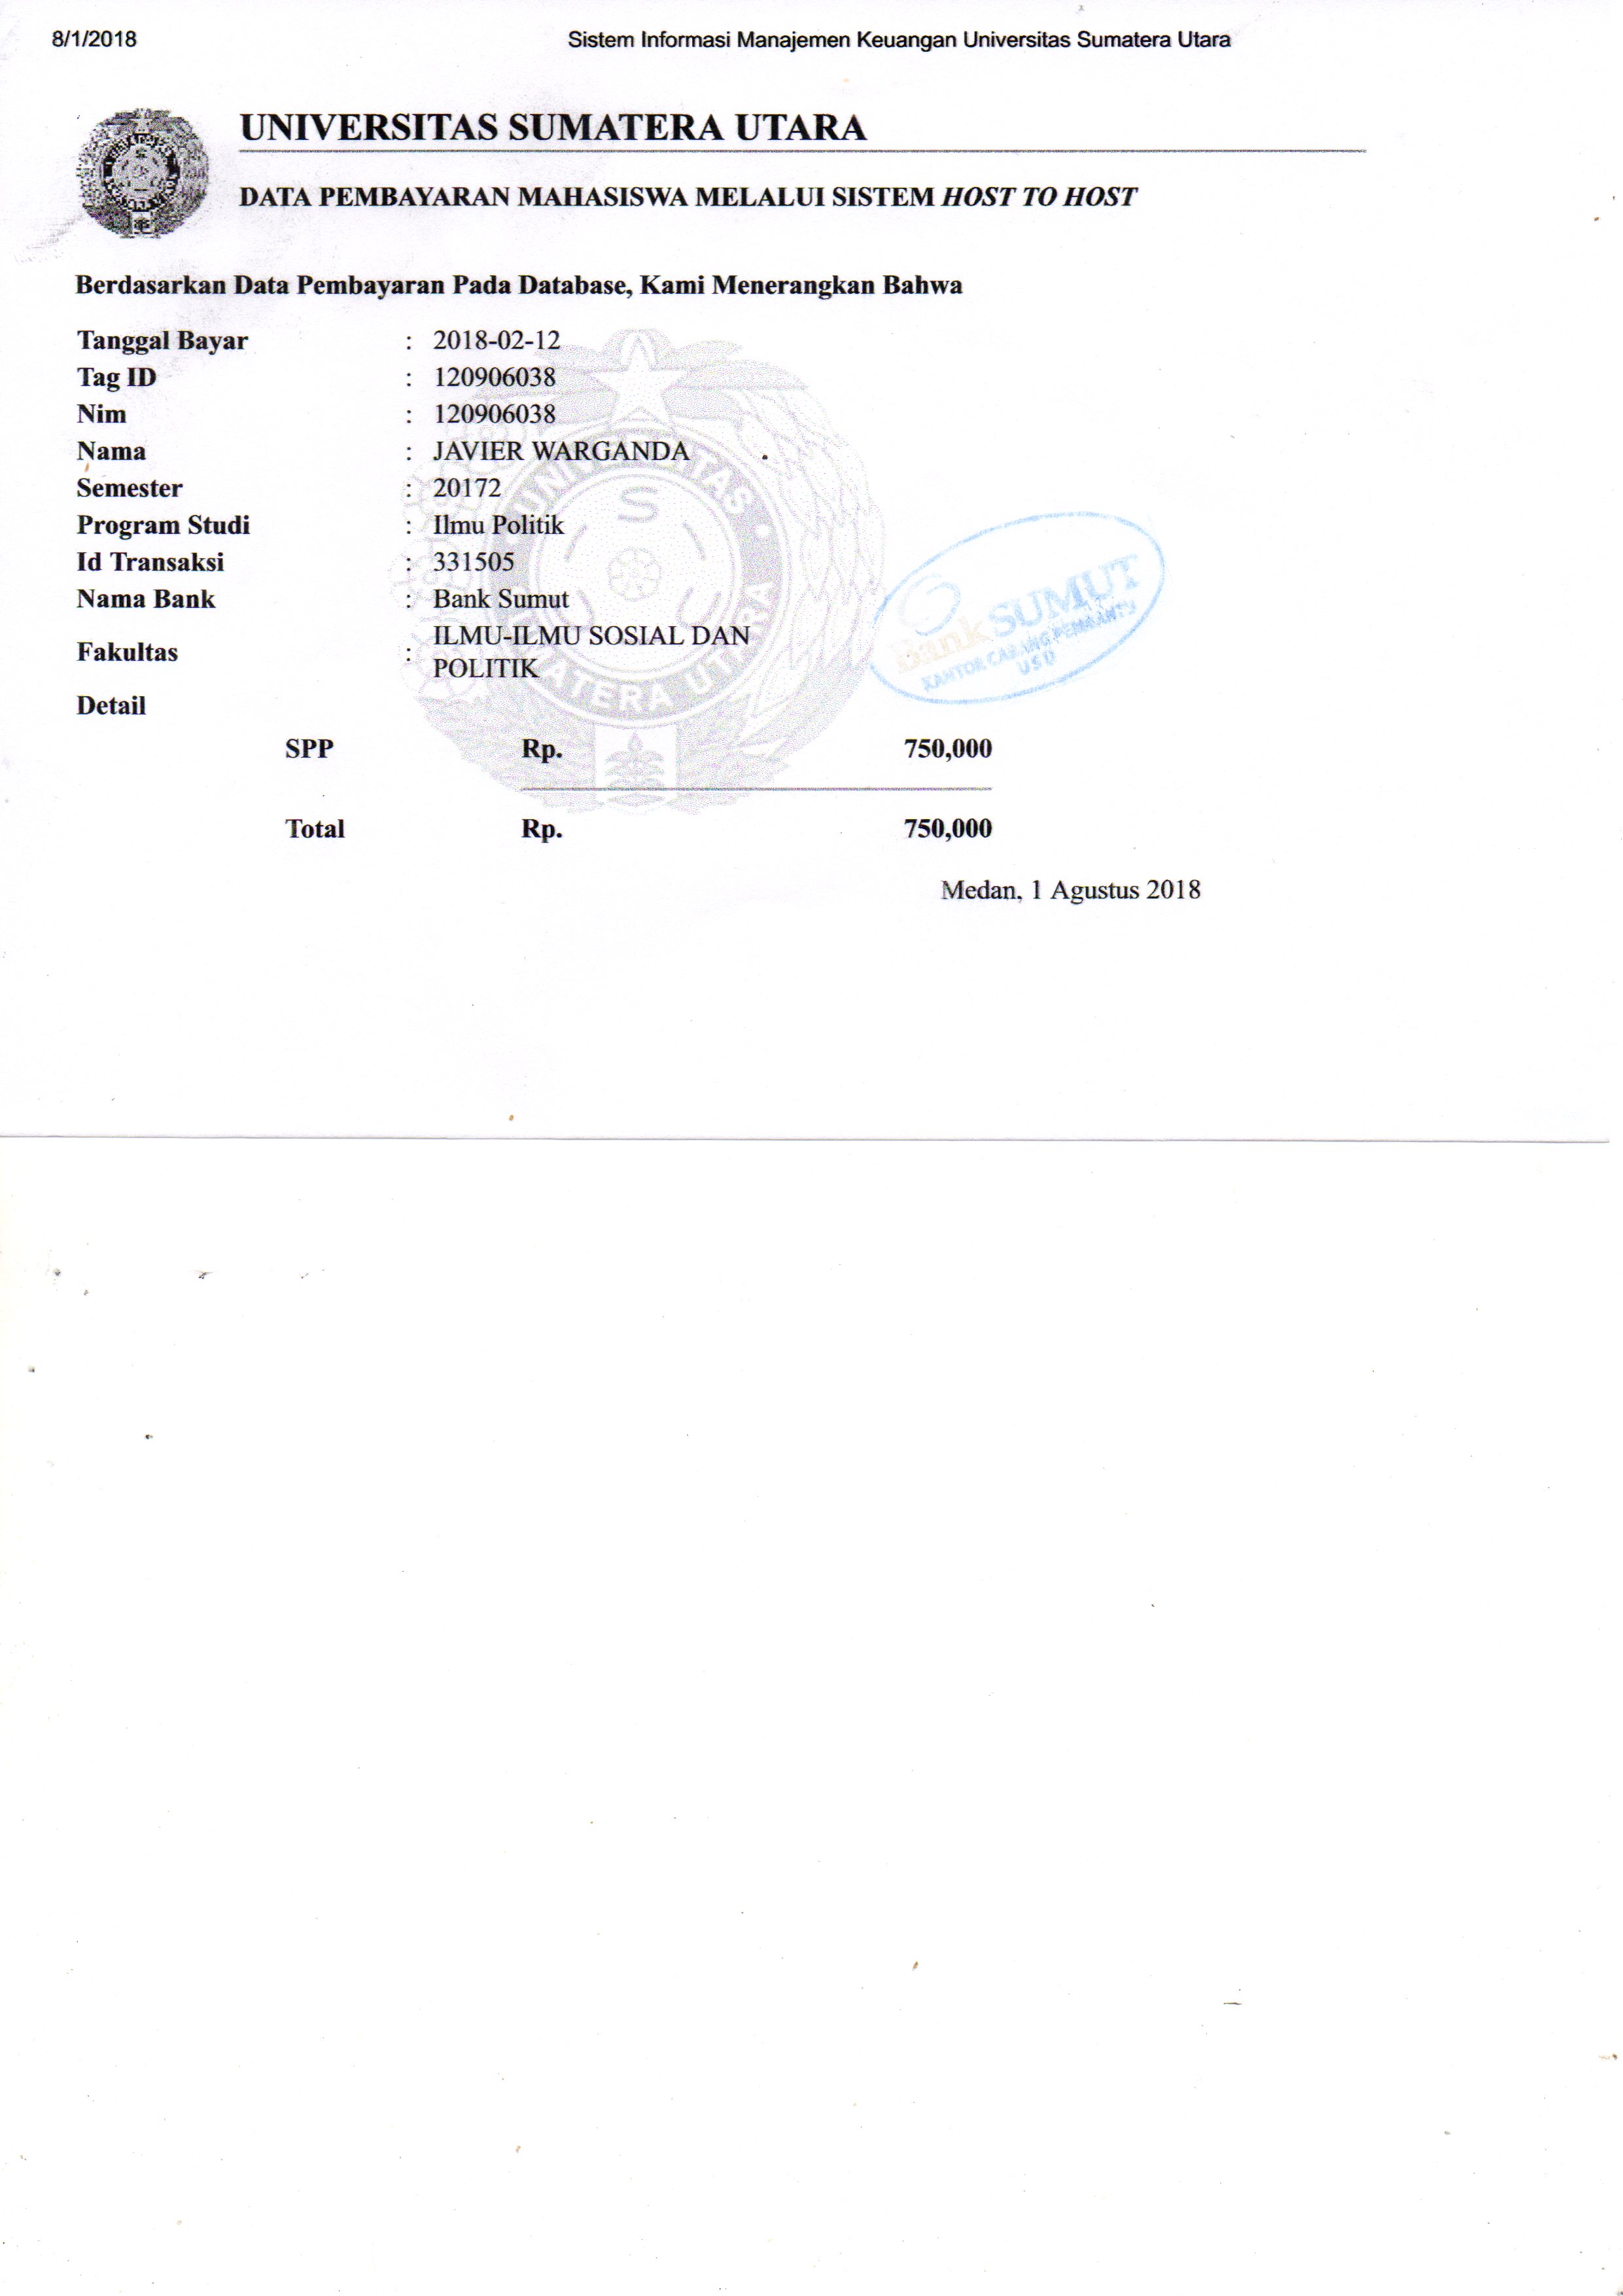 8/1/2018 Sistem Informasi Manajemen Keuangan Universitas Sumatera Utara
UNIVERSITAS SUMATERA UTARA
DATA PEMBAYARAN MAHASISWA MELALUI SISTEM HOST TO HOST
Berdasarkan Data Pembayaran Pada Database, Kami Menerangkan Bahwa
Tanggal Bayar : 2018-02-12
Tag ID : 120906038
Nim : 120906038
Nama : JAVIER WARGANDA
Semester : 20172
Program Studi : Ilmu Politik
Id Transaksi : 331505
Nama Bank : Bank Sumut
Fakultas : ILMU-ILMU SOSIAL DAN
POLITIK
Bank SUMUT
KANTOR CABANG PEMBANTU
Detail
SPP Rp. 750,000
Total Rp. 750,000
Medan, 1 Agustus 2018